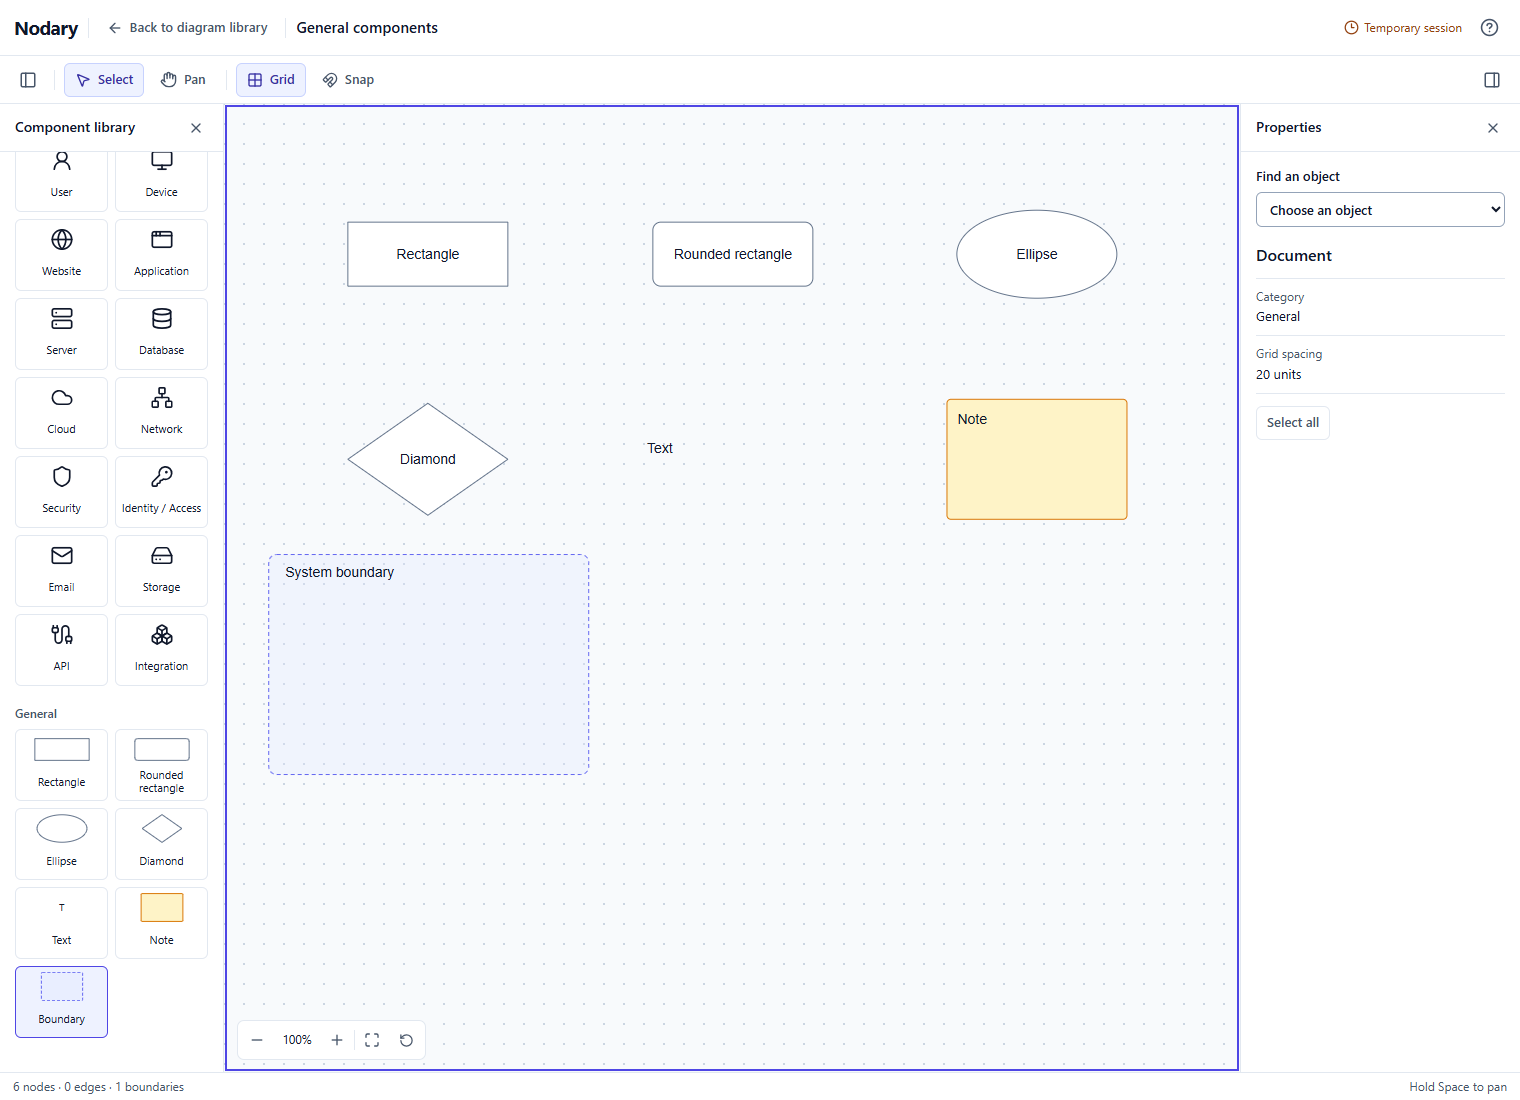 Nodary
Back to diagram library
General components
Temporary session
Select
Pan
Grid
Snap
Component library
User
Device
Website
Application
Server
Database
Cloud
Network
Security
Identity / Access
Email
Storage
API
Integration
General
Rectangle
Rounded
rectangle
Ellipse
Diamond
T
Text
Note
Boundary
Rectangle
Rounded rectangle
Ellipse
Diamond
Text
Note
System boundary
100%
Properties
Find an object
Choose an object
Document
Category
General
Grid spacing
20 units
Select all
6 nodes · 0 edges · 1 boundaries
Hold Space to pan